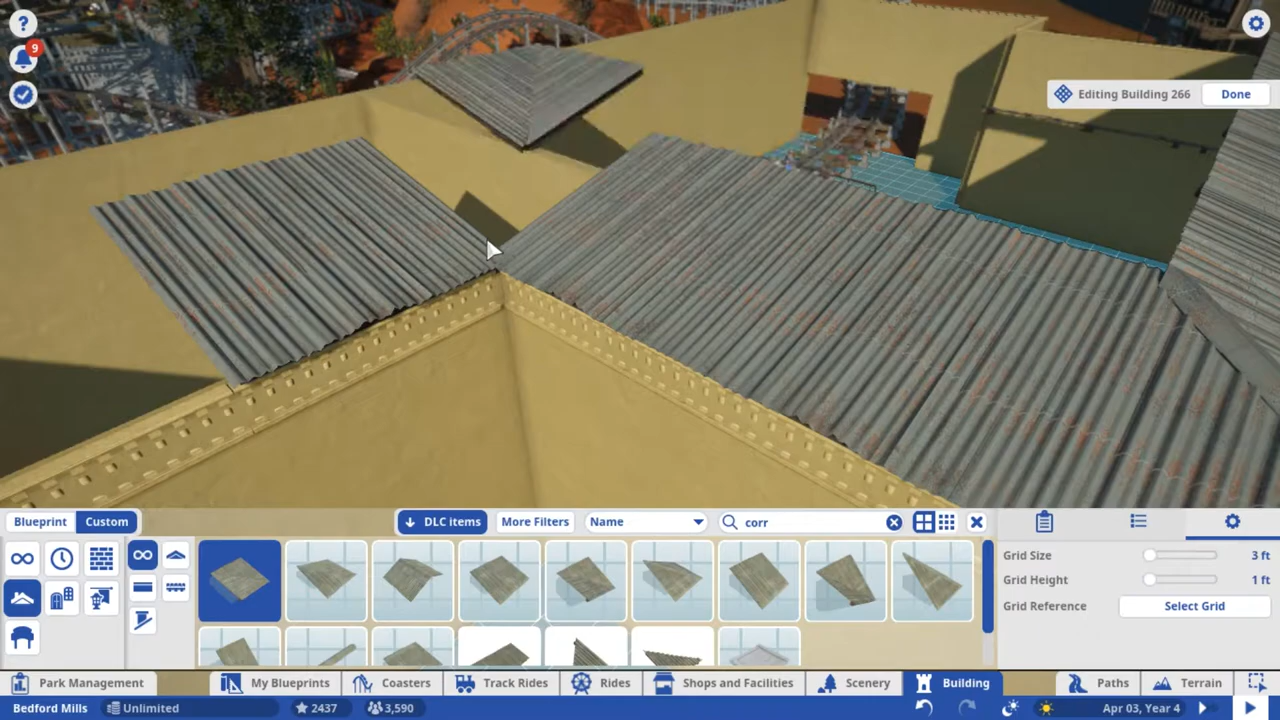 ?
9
Editing Building 266
Done
Blueprint
Custom
DLC items
More Filters
Name
corr
Grid Size
3 ft
Grid Height
1 ft
Grid Reference
Select Grid
Park Management
My Blueprints
Coasters
Track Rides
Rides
Shops and Facilities
Scenery
Building
Paths
Terrain
Bedford Mills
Unlimited
2437
3,590
Apr 03, Year 4